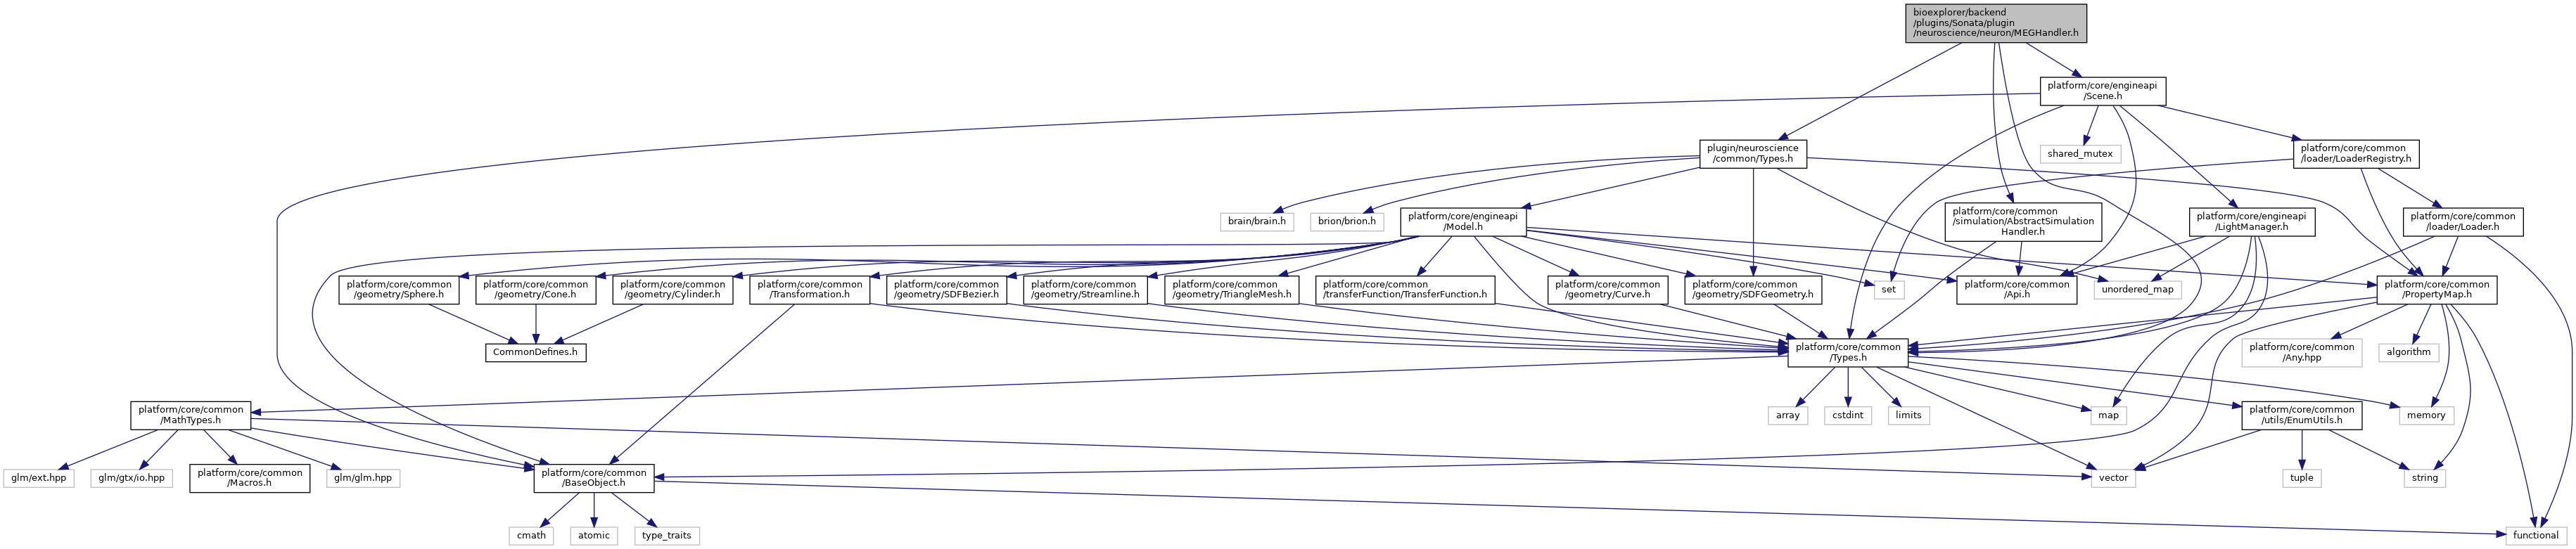 bioexplorer/backend
/plugins/Sonata/plugin
/neuroscience/neuron/MEGHandler.h
platform/core/engineapi
/Scene.h
plugin/neuroscience
/common/Types.h
shared_mutex
platform/core/common
/loader/LoaderRegistry.h
brain/brain.h
brion/brion.h
platform/core/engineapi
/Model.h
platform/core/common
/simulation/AbstractSimulation
Handler.h
platform/core/engineapi
/LightManager.h
platform/core/common
/loader/Loader.h
platform/core/common
/geometry/Sphere.h
platform/core/common
/geometry/Cone.h
platform/core/common
/geometry/Cylinder.h
platform/core/common
/Transformation.h
platform/core/common
/geometry/SDFBezier.h
platform/core/common
/geometry/Streamline.h
platform/core/common
/geometry/TriangleMesh.h
platform/core/common
/transferFunction/TransferFunction.h
platform/core/common
/geometry/Curve.h
platform/core/common
/geometry/SDFGeometry.h
set
platform/core/common
/Api.h
unordered_map
platform/core/common
/PropertyMap.h
CommonDefines.h
platform/core/common
/Types.h
platform/core/common
/Any.hpp
algorithm
platform/core/common
/MathTypes.h
array
cstdint
limits
map
platform/core/common
/utils/EnumUtils.h
memory
glm/ext.hpp
glm/gtx/io.hpp
platform/core/common
/Macros.h
glm/glm.hpp
platform/core/common
/BaseObject.h
vector
tuple
string
cmath
atomic
type_traits
functional